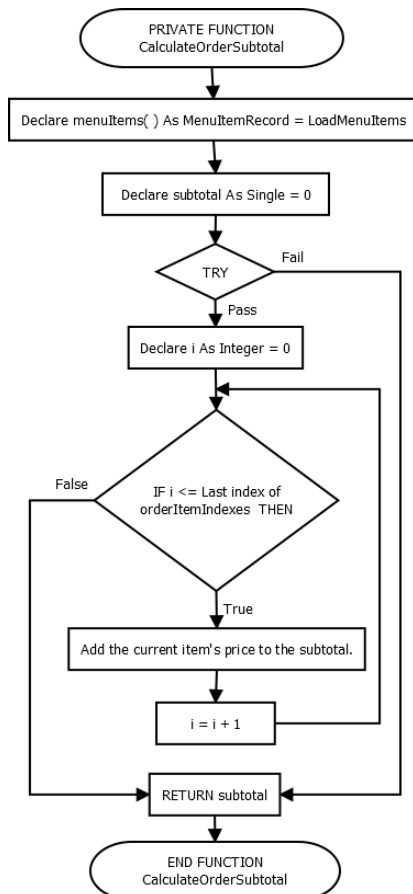 PRIVATE FUNCTION
CalculateOrderSubtotal
Declare menuItems( ) As MenuItemRecord = LoadMenuItems
Declare subtotal As Single = 0
TRY
Fail
Pass
Declare i As Integer = 0
IF i <= Last index of
orderItemIndexes THEN
False
True
Add the current item's price to the subtotal.
i = i + 1
RETURN subtotal
END FUNCTION
CalculateOrderSubtotal